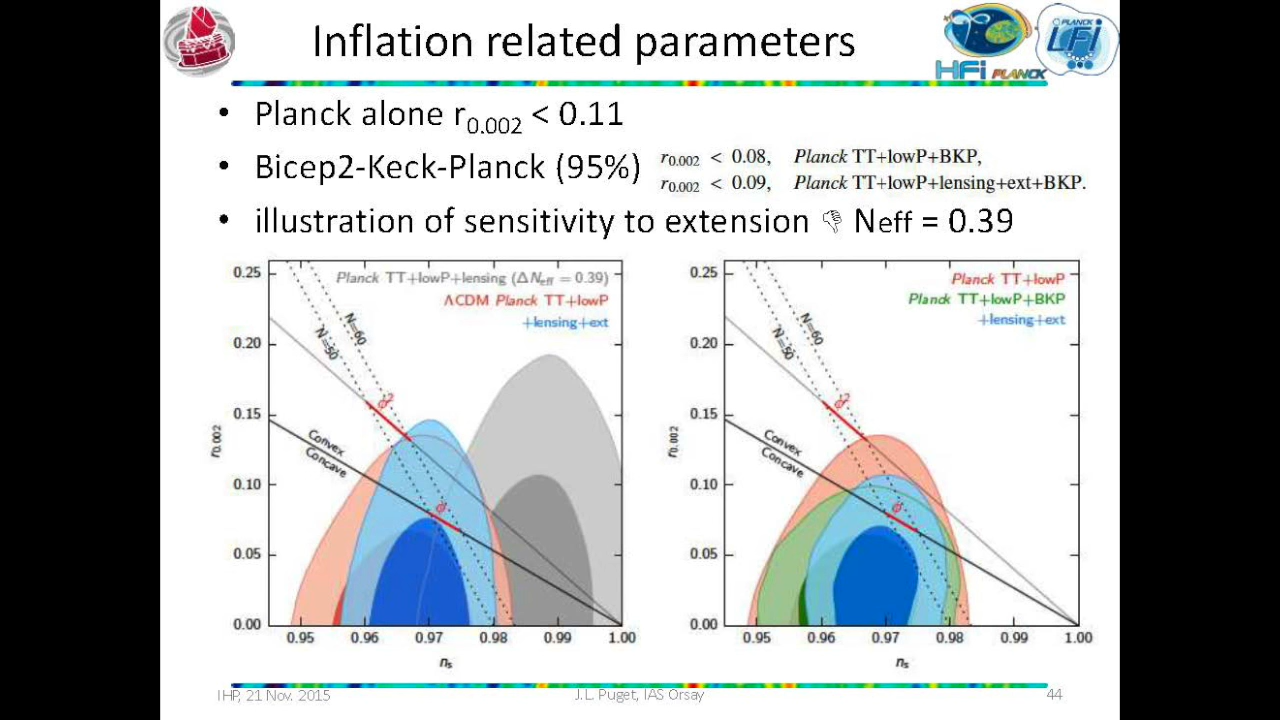 Inflation related parameters
HFi PLANCK
PLANCK
LFI
• Planck alone r0.002 < 0.11
• Bicep2-Keck-Planck (95%)
r0.002 < 0.08, Planck TT+lowP+BKP,
r0.002 < 0.09, Planck TT+lowP+lensing+ext+BKP.
• illustration of sensitivity to extension 👎 Neff = 0.39
Planck TT+lowP+lensing (ΔNeff = 0.39)
ΛCDM Planck TT+lowP
+lensing+ext
N=50
N=60
ϕ2
Convex
Concave
ϕ
0.25
0.20
0.15
0.10
0.05
0.00
r0.002
0.95 0.96 0.97 0.98 0.99 1.00
ns
Planck TT+lowP
Planck TT+lowP+BKP
+lensing+ext
N=50
N=60
ϕ2
Convex
Concave
ϕ
0.25
0.20
0.15
0.10
0.05
0.00
r0.002
0.95 0.96 0.97 0.98 0.99 1.00
ns
IHP, 21 Nov. 2015
J.L. Puget, IAS Orsay
44